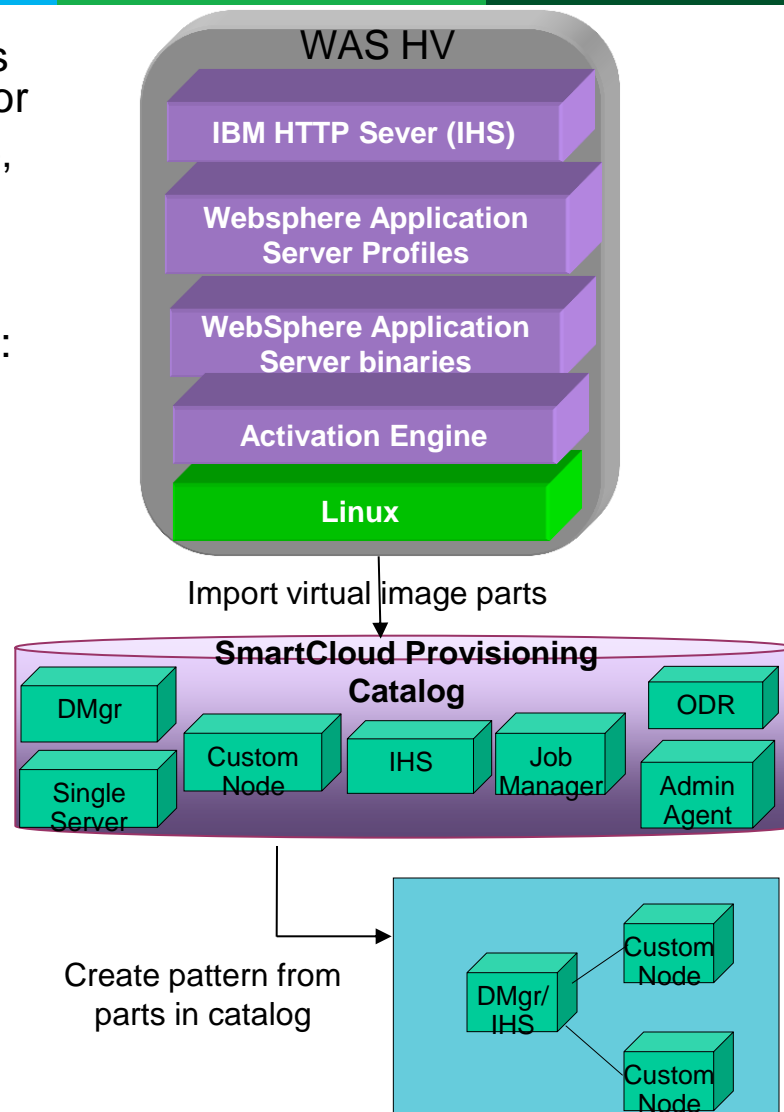 s
or
,
:
WAS HV
IBM HTTP Sever (IHS)
Websphere Application
Server Profiles
WebSphere Application
Server binaries
Activation Engine
Linux
Import virtual image parts
SmartCloud Provisioning
Catalog
DMgr
Single
Server
Custom
Node
IHS
Job
Manager
ODR
Admin
Agent
Create pattern from
parts in catalog
DMgr/
IHS
Custom
Node
Custom
Node